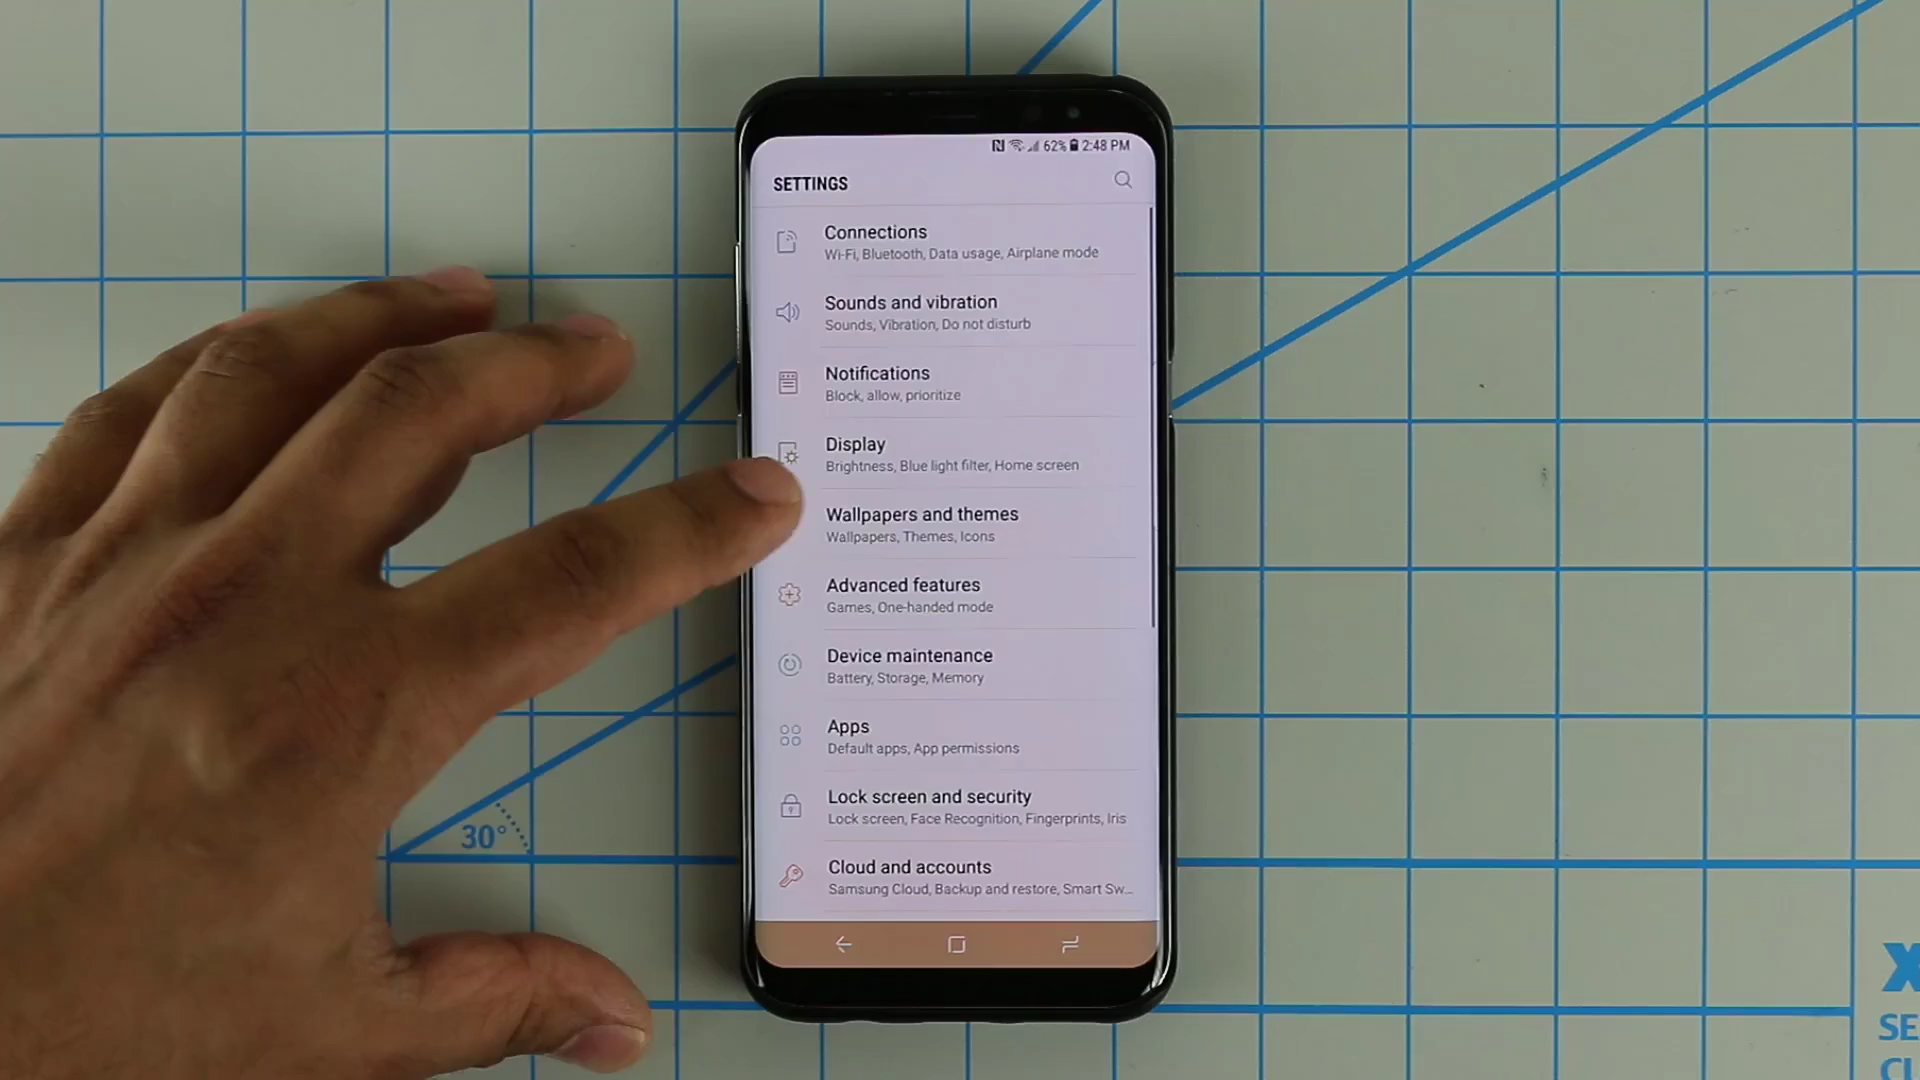 62% 2:48 PM
SETTINGS
Connections
Wi-Fi, Bluetooth, Data usage, Airplane mode
Sounds and vibration
Sounds, Vibration, Do not disturb
Notifications
Block, allow, prioritize
Display
Brightness, Blue light filter, Home screen
Wallpapers and themes
Wallpapers, Themes, Icons
Advanced features
Games, One-handed mode
Device maintenance
Battery, Storage, Memory
Apps
Default apps, App permissions
Lock screen and security
Lock screen, Face Recognition, Fingerprints, Iris
Cloud and accounts
Samsung Cloud, Backup and restore, Smart Sw...
30°
X
SE
CU